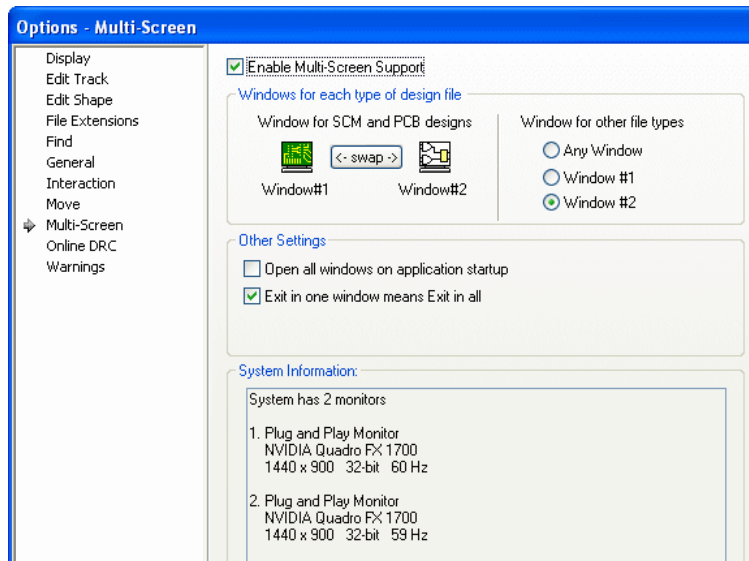 Options - Multi-Screen
Display
Edit Track
Edit Shape
File Extensions
Find
General
Interaction
Move
Multi-Screen
Online DRC
Warnings
Enable Multi-Screen Support
Windows for each type of design file
Window for SCM and PCB designs
<- swap ->
Window#1
Window#2
Window for other file types
Any Window
Window #1
Window #2
Other Settings
Open all windows on application startup
Exit in one window means Exit in all
System Information:
System has 2 monitors
1. Plug and Play Monitor
NVIDIA Quadro FX 1700
1440 x 900 32-bit 60 Hz
2. Plug and Play Monitor
NVIDIA Quadro FX 1700
1440 x 900 32-bit 59 Hz